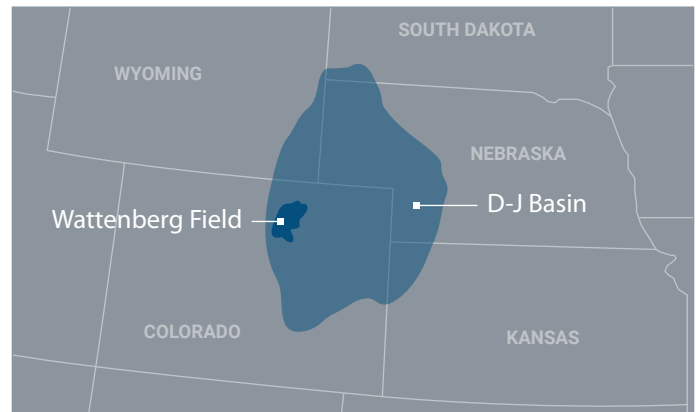 SOUTH DAKOTA
WYOMING
NEBRASKA
D-J Basin
Wattenberg Field
COLORADO
KANSAS